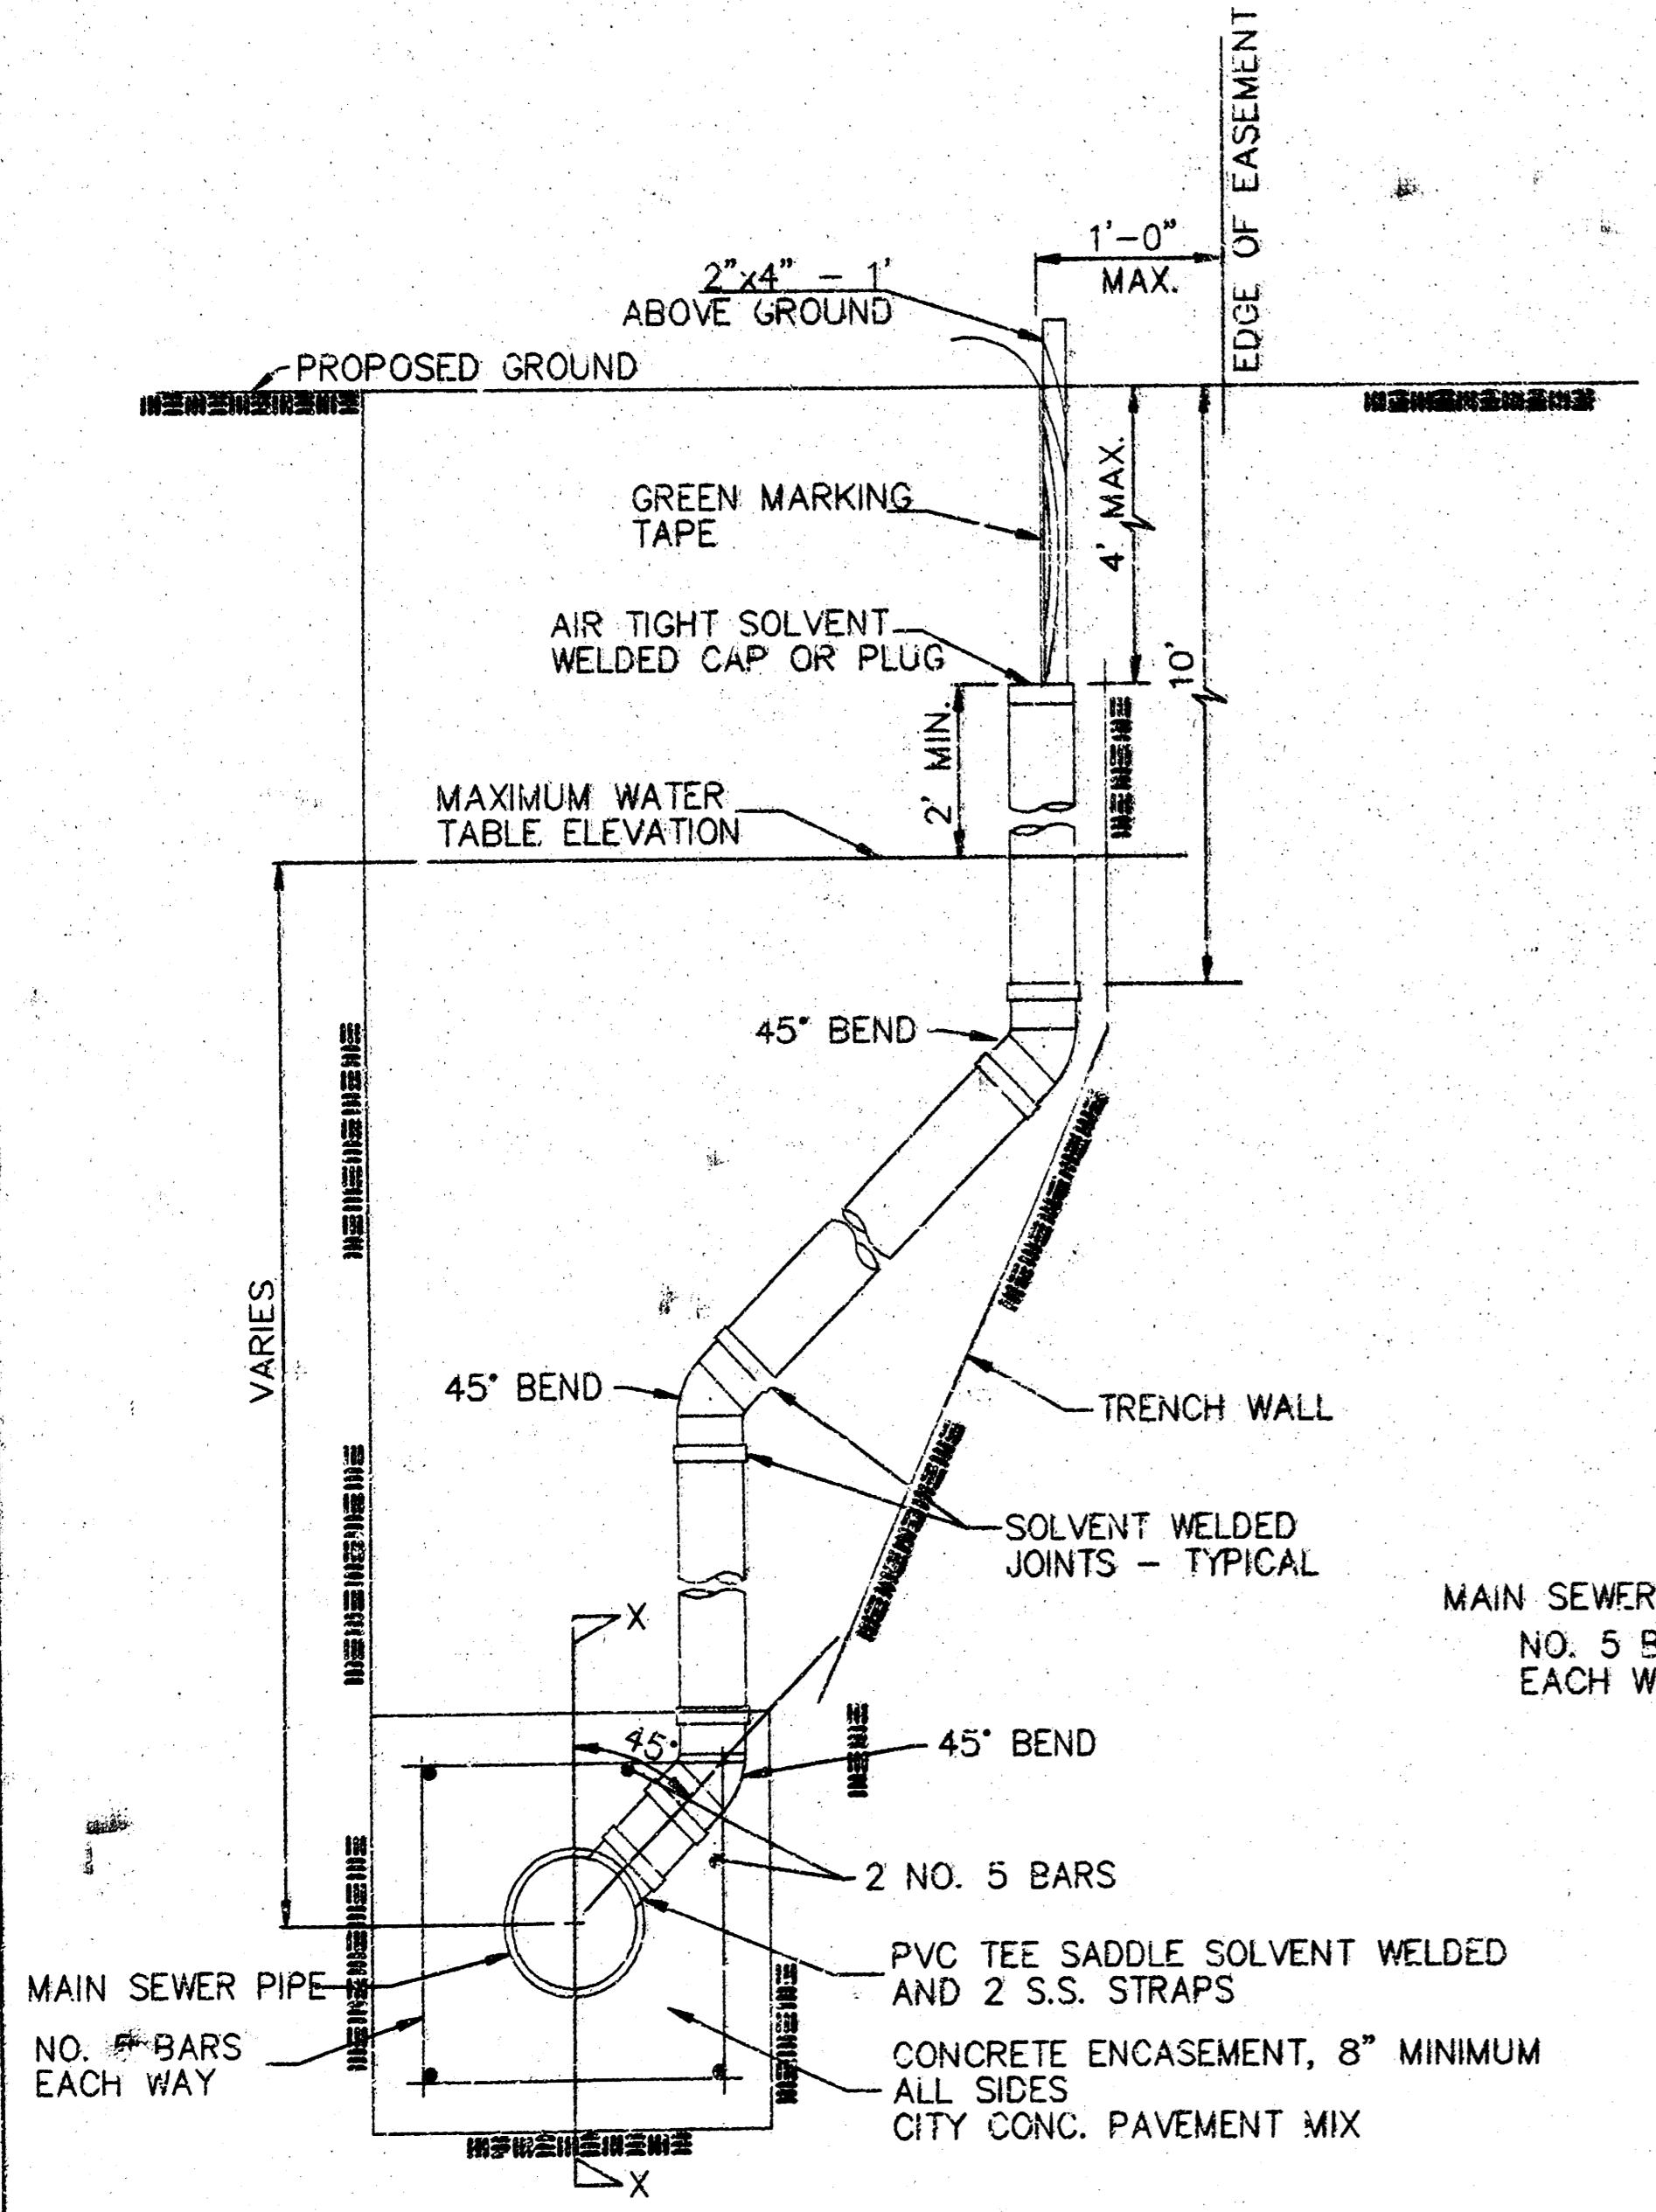 EDGE OF EASEMENT
1'-0"
MAX.
2"x4" - 1'
ABOVE GROUND
PROPOSED GROUND
GREEN MARKING
TAPE
4' MAX.
10'
AIR TIGHT SOLVENT
WELDED CAP OR PLUG
2' MIN.
MAXIMUM WATER
TABLE ELEVATION
45° BEND
VARIES
45° BEND
TRENCH WALL
SOLVENT WELDED
JOINTS - TYPICAL
MAIN SEWER
NO. 5 B
EACH W
X
45°
45° BEND
2 NO. 5 BARS
PVC TEE SADDLE SOLVENT WELDED
AND 2 S.S. STRAPS
MAIN SEWER PIPE
NO. 5 BARS
EACH WAY
CONCRETE ENCASEMENT, 8" MINIMUM
ALL SIDES
CITY CONC. PAVEMENT MIX
X